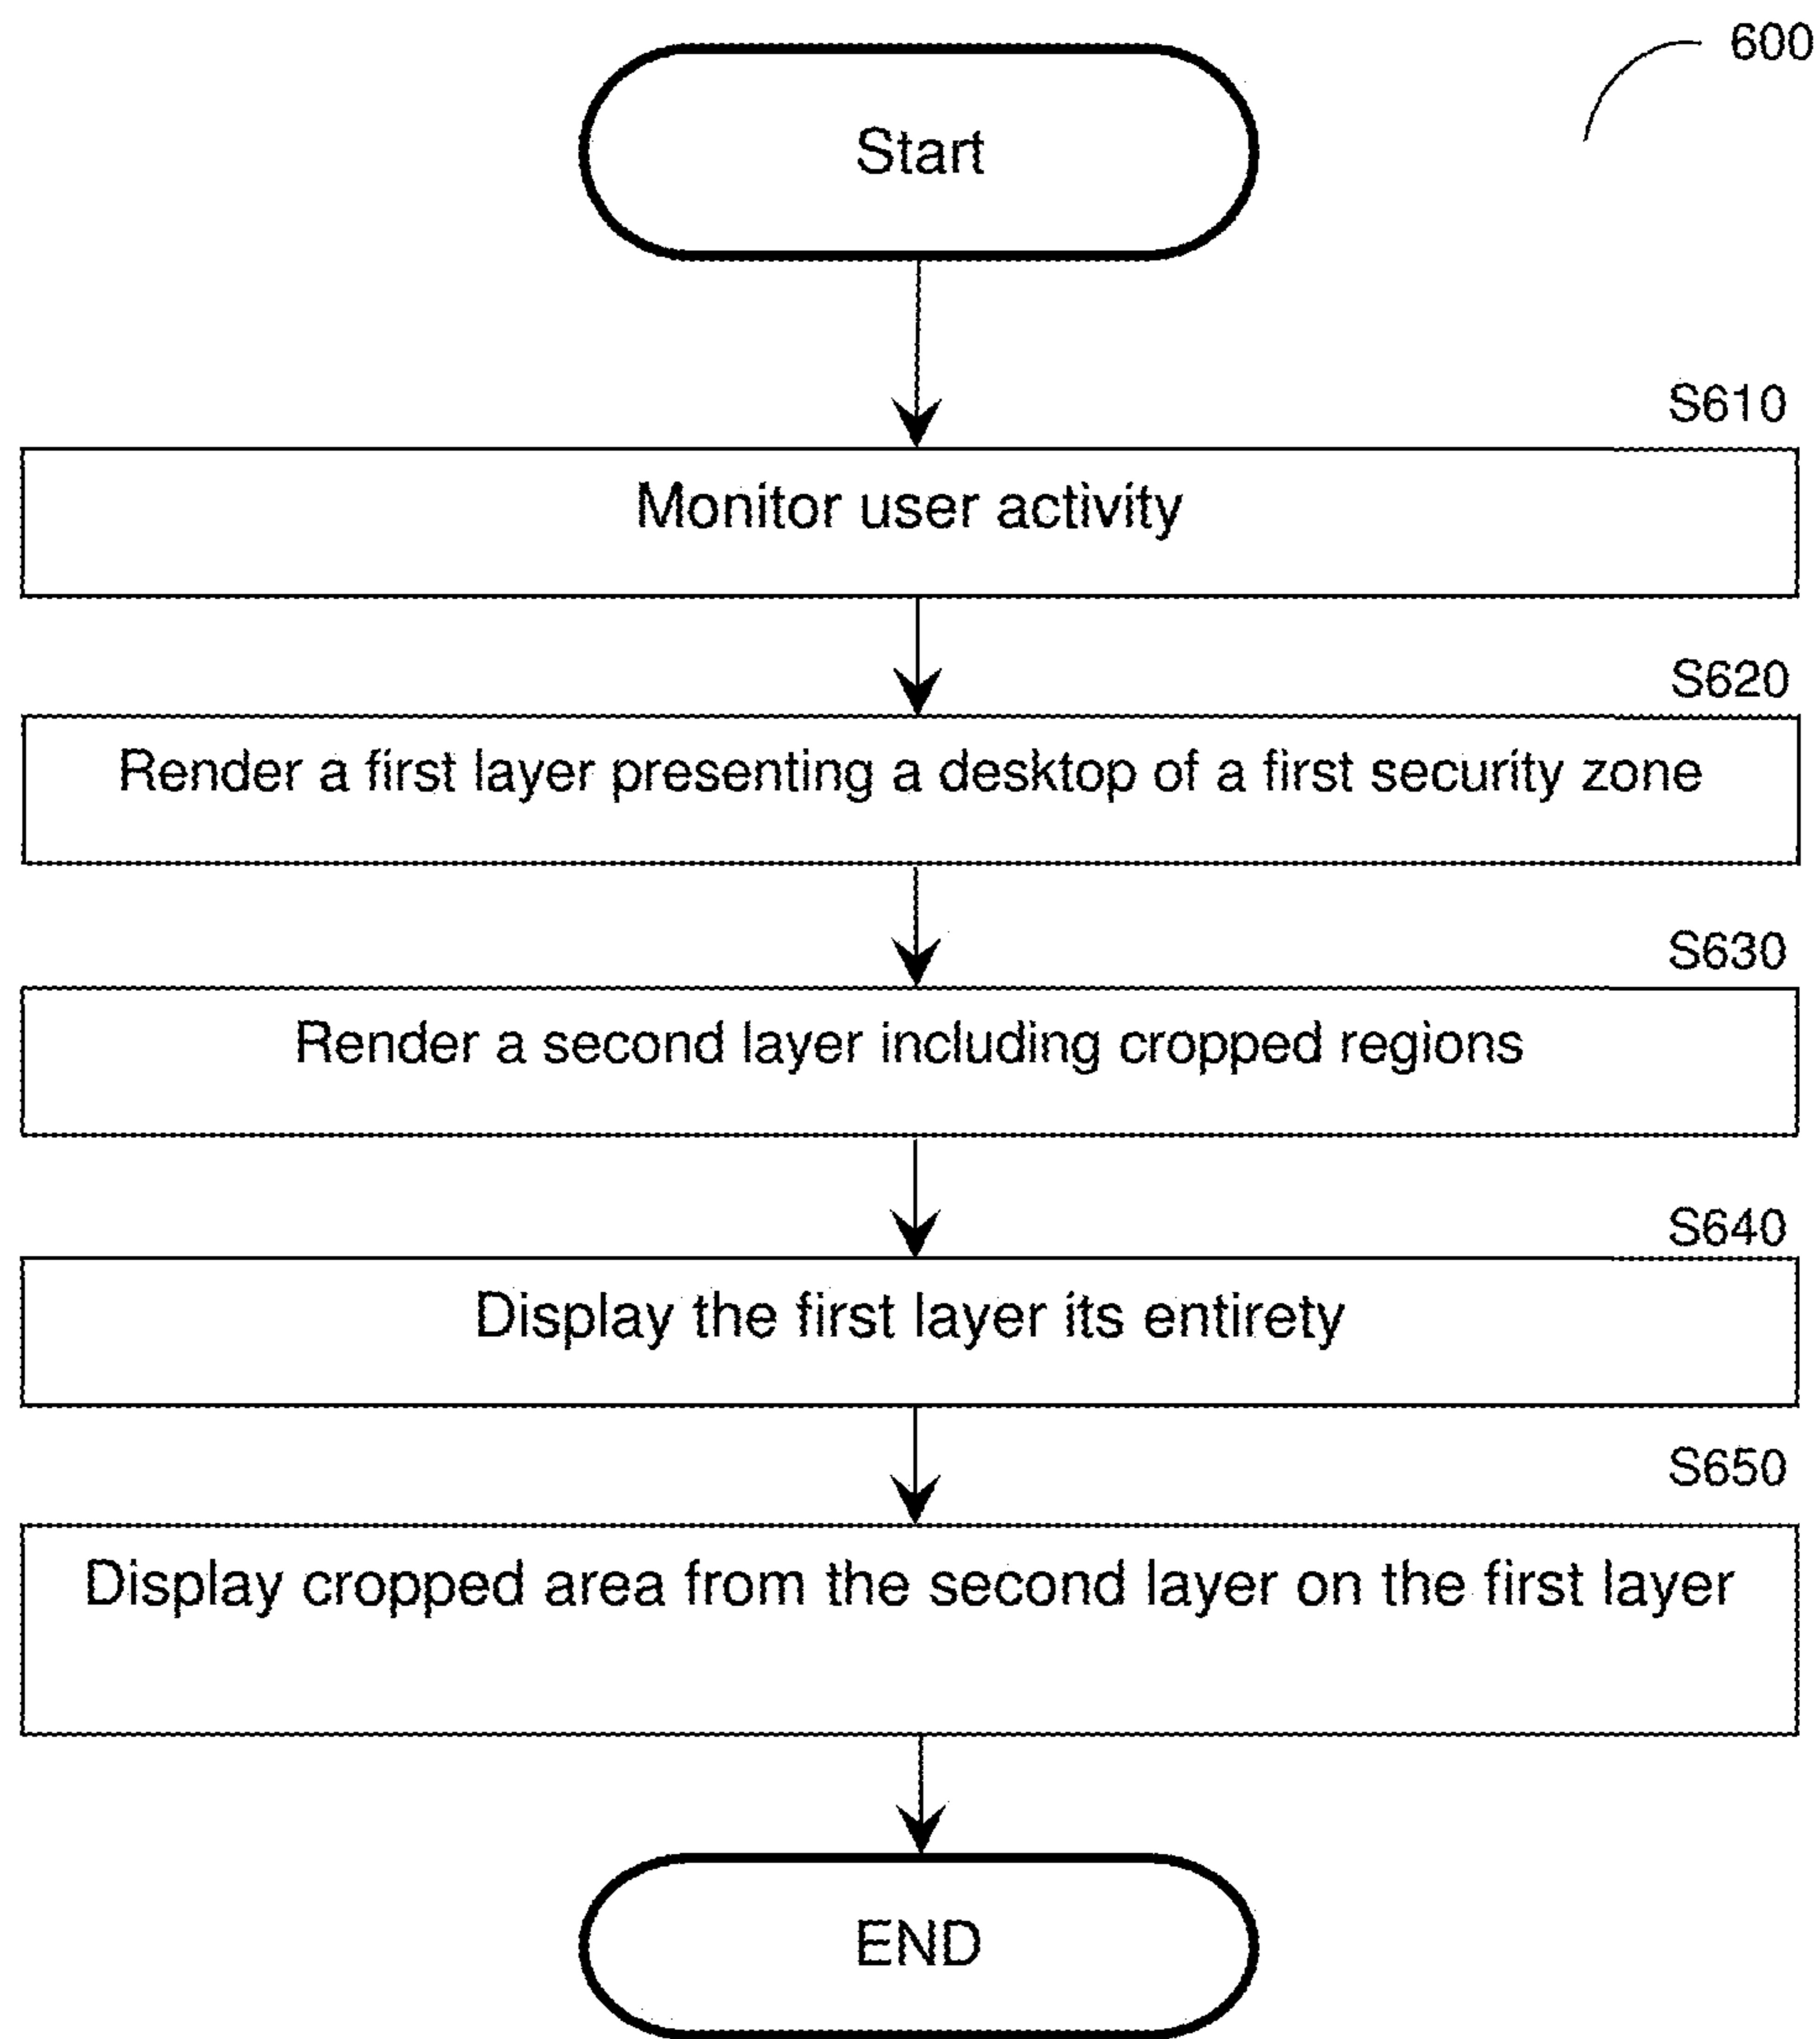 600
Start
S610
Monitor user activity
S620
Render a first layer presenting a desktop of a first security zone
S630
Render a second layer including cropped regions
S640
Display the first layer its entirety
S650
Display cropped area from the second layer on the first layer
END